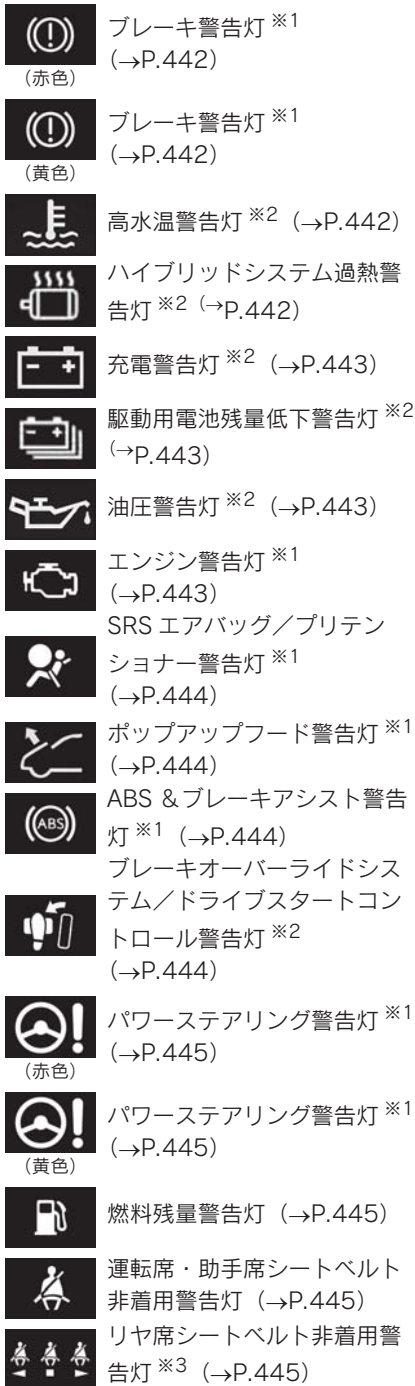 ブレーキ警告灯 ※1
(→P.442)
(赤色)
ブレーキ警告灯 ※1
(→P.442)
(黄色)
高水温警告灯 ※2 (→P.442)
ハイブリッドシステム過熱警
告灯 ※2 (→P.442)
充電警告灯 ※2 (→P.443)
駆動用電池残量低下警告灯 ※2
(→P.443)
油圧警告灯 ※2 (→P.443)
エンジン警告灯 ※1
(→P.443)
SRS エアバッグ／プリテン
ショナー警告灯 ※1
(→P.444)
ポップアップフード警告灯 ※1
(→P.444)
ABS
ABS ＆ブレーキアシスト警告
灯 ※1 (→P.444)
ブレーキオーバーライドシス
テム／ドライブスタートコン
トロール警告灯 ※2
(→P.444)
パワーステアリング警告灯 ※1
(→P.445)
(赤色)
パワーステアリング警告灯 ※1
(→P.445)
(黄色)
燃料残量警告灯 (→P.445)
運転席・助手席シートベルト
非着用警告灯 (→P.445)
リヤ席シートベルト非着用警
告灯 ※3 (→P.445)